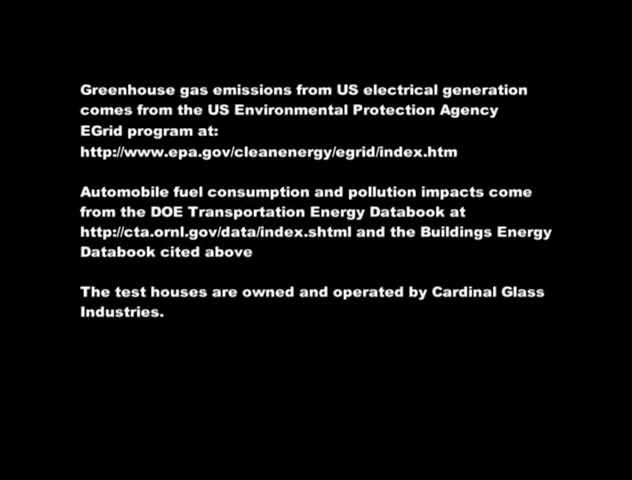 Greenhouse gas emissions from US electrical generation
comes from the US Environmental Protection Agency
EGrid program at:
http://www.epa.gov/cleanenergy/egrid/index.htm
Automobile fuel consumption and pollution impacts come
from the DOE Transportation Energy Databook at
http://cta.ornl.gov/data/index.shtml and the Buildings Energy
Databook cited above
The test houses are owned and operated by Cardinal Glass
Industries.